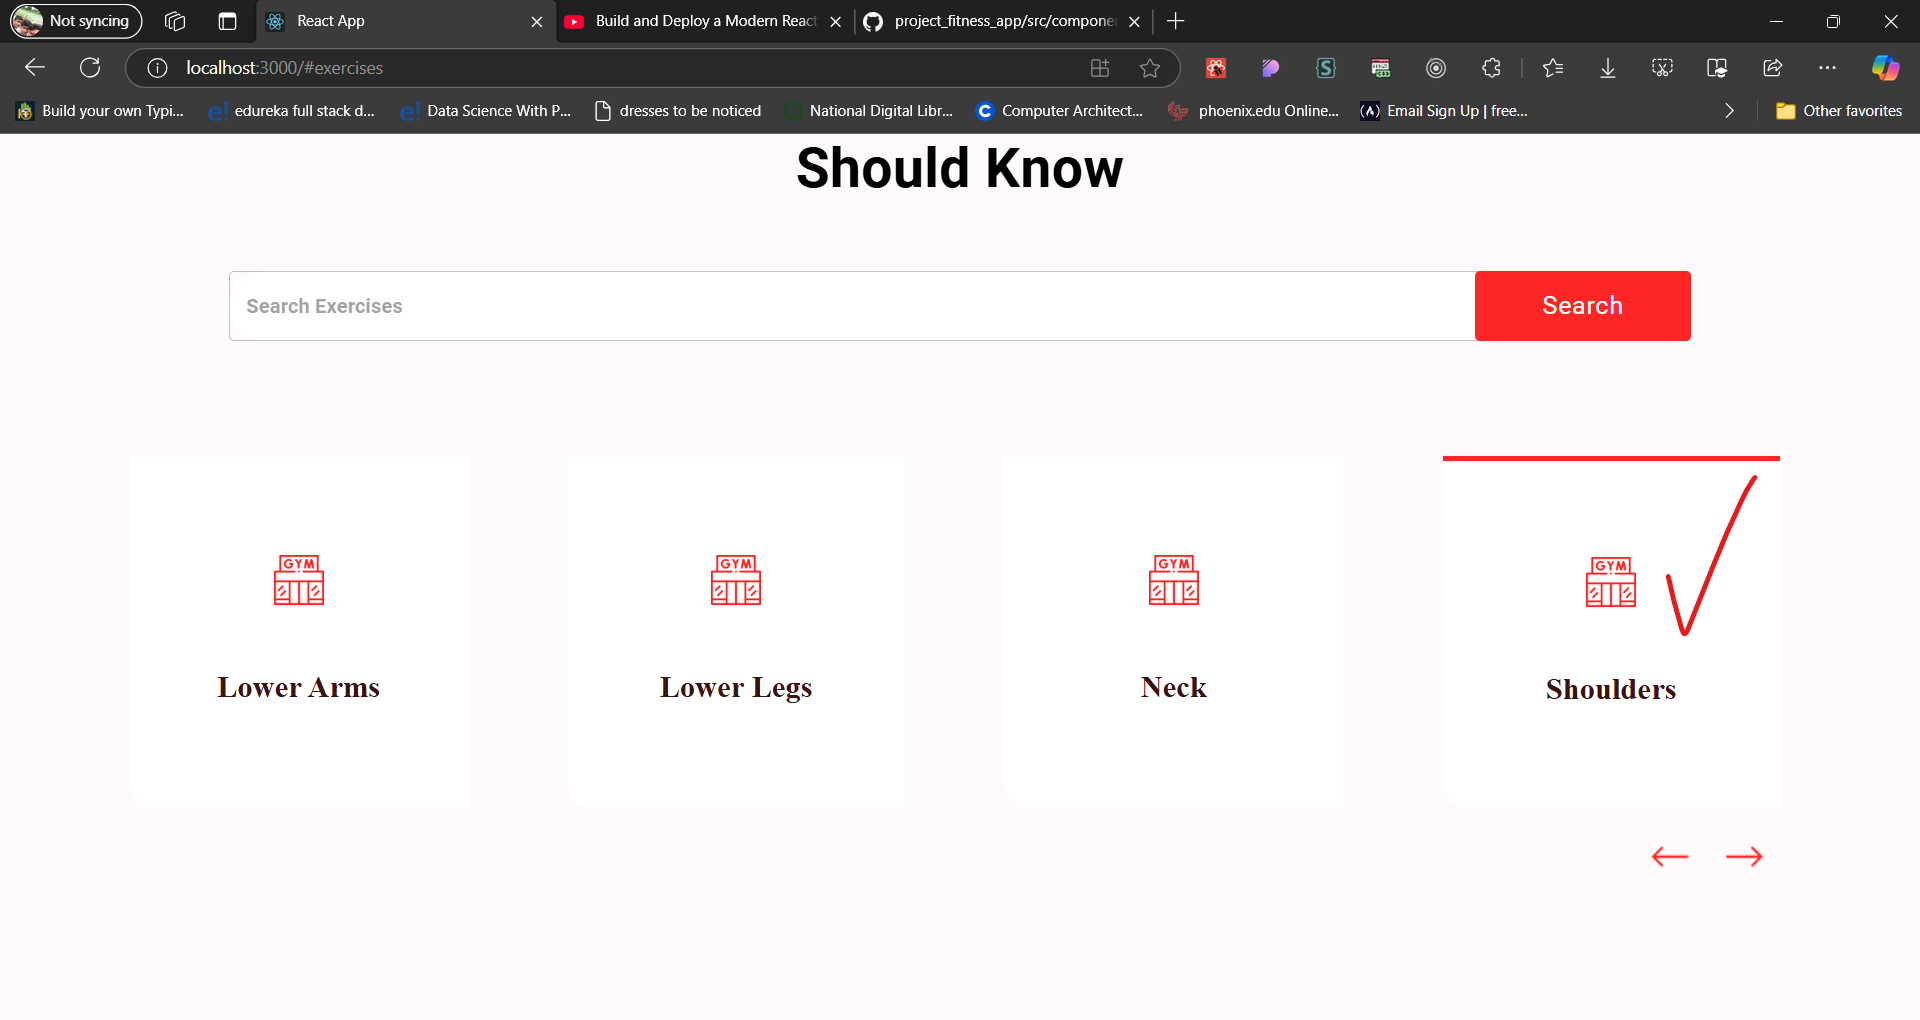 Not syncing
React App
Build and Deploy a Modern React
project_fitness_app/src/compone
localhost:3000/#exercises
Build your own Typi...
edureka full stack d...
Data Science With P...
dresses to be noticed
National Digital Libr...
Computer Architect...
phoenix.edu Online...
Email Sign Up | free...
Other favorites
Should Know
Search Exercises
Search
GYM
GYM
GYM
GYM
Lower Arms
Lower Legs
Neck
Shoulders